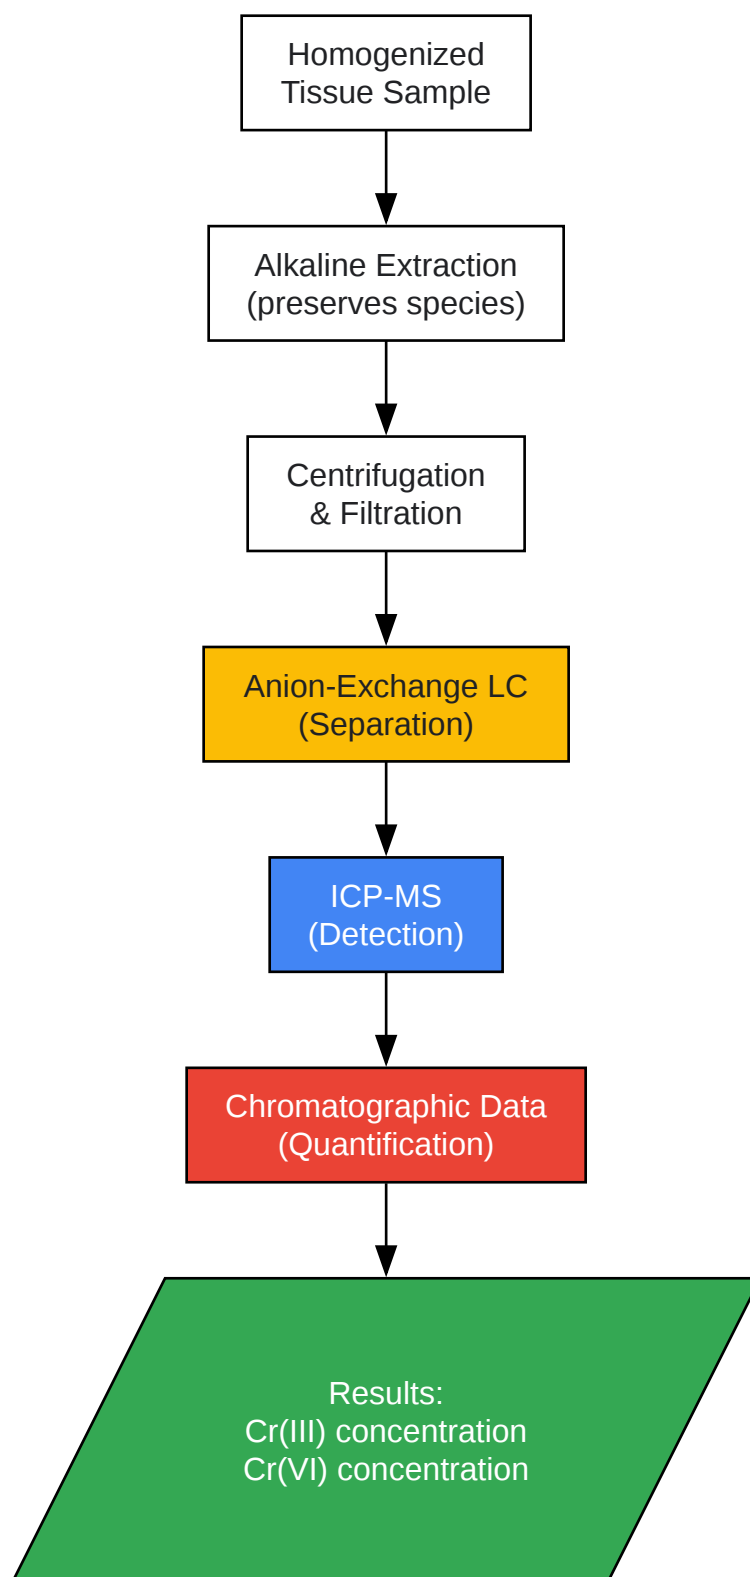 Homogenized
Tissue Sample
Alkaline Extraction
(preserves species)
Centrifugation
& Filtration
Anion-Exchange LC
(Separation)
ICP-MS
(Detection)
Chromatographic Data
(Quantification)
Results:
Cr(III) concentration
Cr(VI) concentration